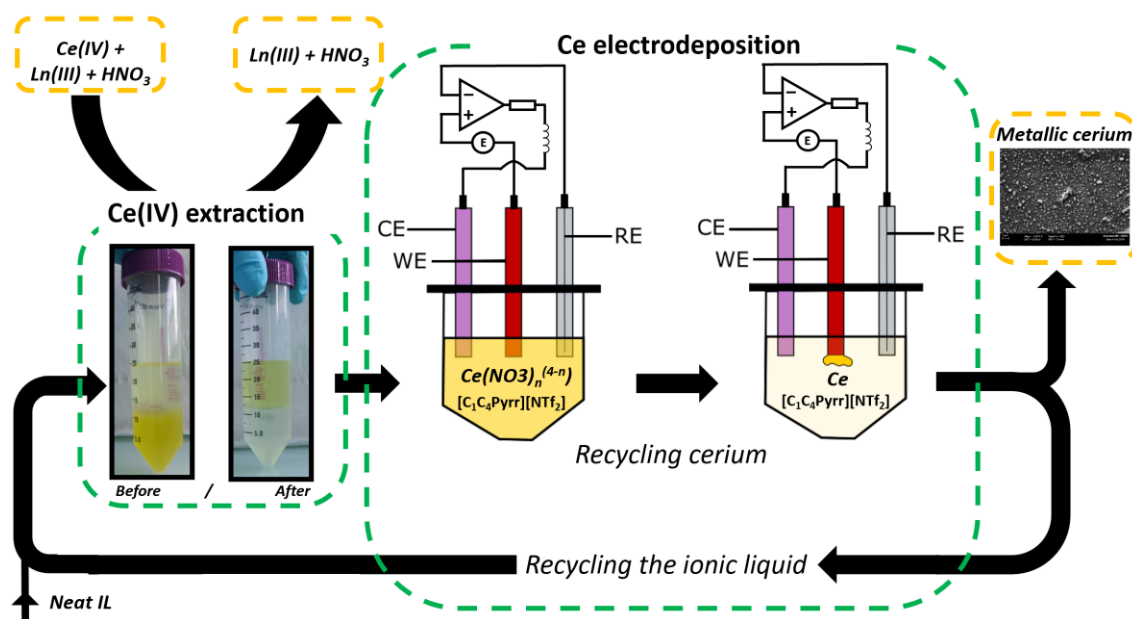 Ce(IV) +
Ln(III) + HNO3
Ln(III) + HNO3
Ce electrodeposition
Ce(IV) extraction
Before / After
−
+
E
CE
WE
RE
Ce(NO3)n(4-n)
[C1C4Pyrr][NTf2]
−
+
E
CE
WE
RE
Ce
[C1C4Pyrr][NTf2]
Metallic cerium
Recycling cerium
Recycling the ionic liquid
Neat IL